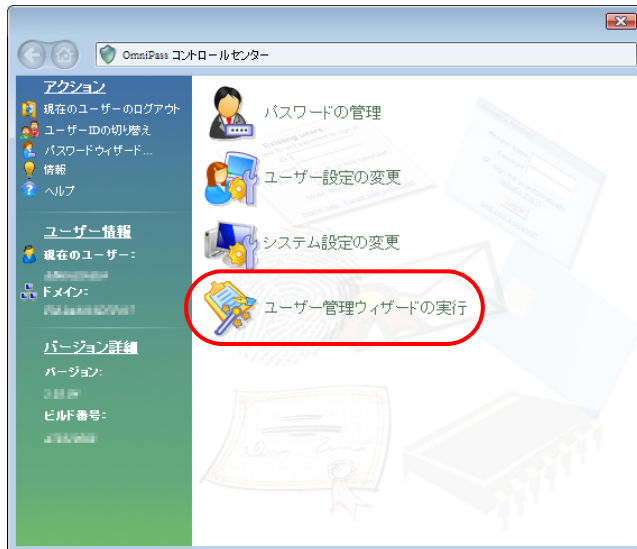 OmniPass コントロールセンター
アクション
現在のユーザーのログアウト
ユーザーIDの切り替え
パスワードウィザード...
情報
ヘルプ
ユーザー情報
現在のユーザー:
ドメイン:
バージョン詳細
バージョン:
ビルド番号:
パスワードの管理
ユーザー設定の変更
システム設定の変更
ユーザー管理ウィザードの実行